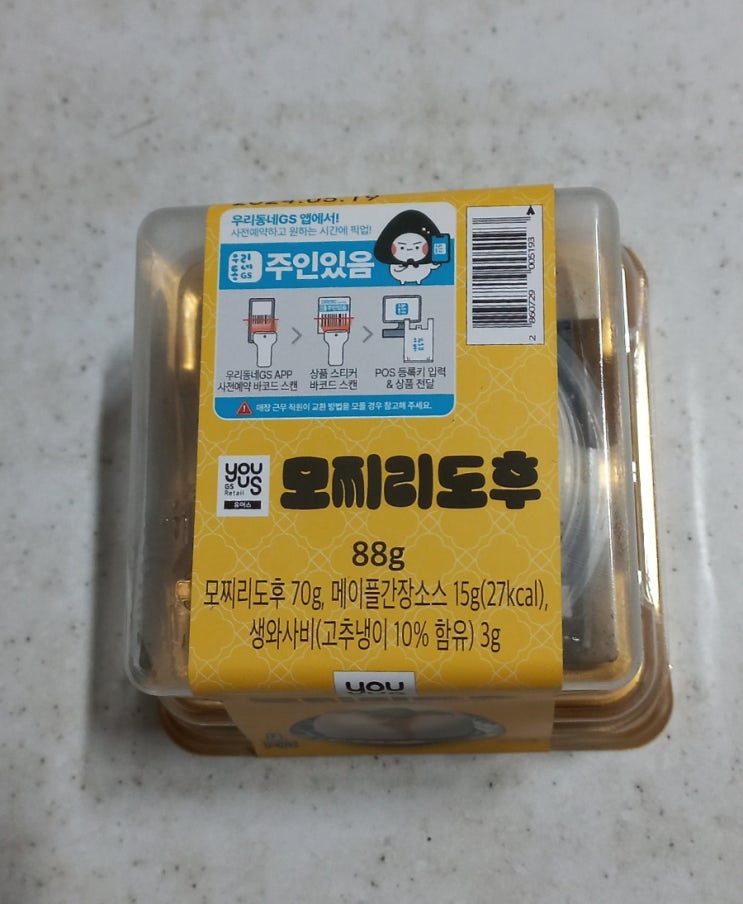 우리동네GS 앱에서!
사전예약하고 원하는 시간에 픽업!
우리
동네
GS
주인있음
우리동네GS APP
사전예약 바코드 스캔
상품 스티커
바코드 스캔
POS 등록키 입력
& 상품 전달
매장 근무 직원이 교환 방법을 모를 경우 참고해 주세요.
2 860729 005193
you
us
GS
Retail
유어스
모찌리도후
88g
모찌리도후 70g, 메이플간장소스 15g(27kcal),
생와사비(고추냉이 10% 함유) 3g
you